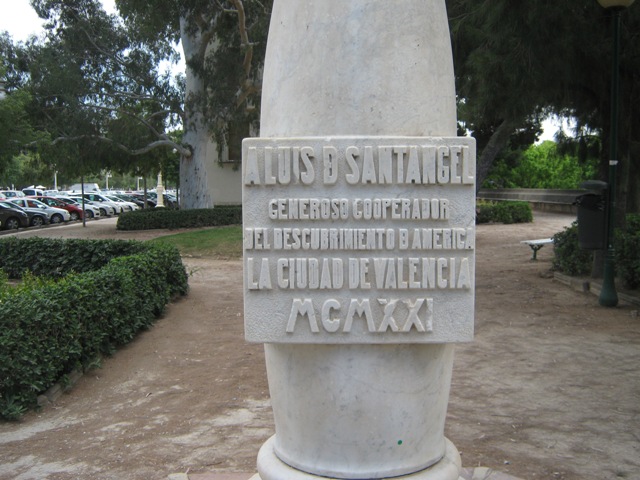 A LUIS D SANTANGEL
GENEROSO COOPERADOR
DEL DESCUBRIMIENTO D AMERICA
LA CIUDAD DE VALENCIA
MCMXXI